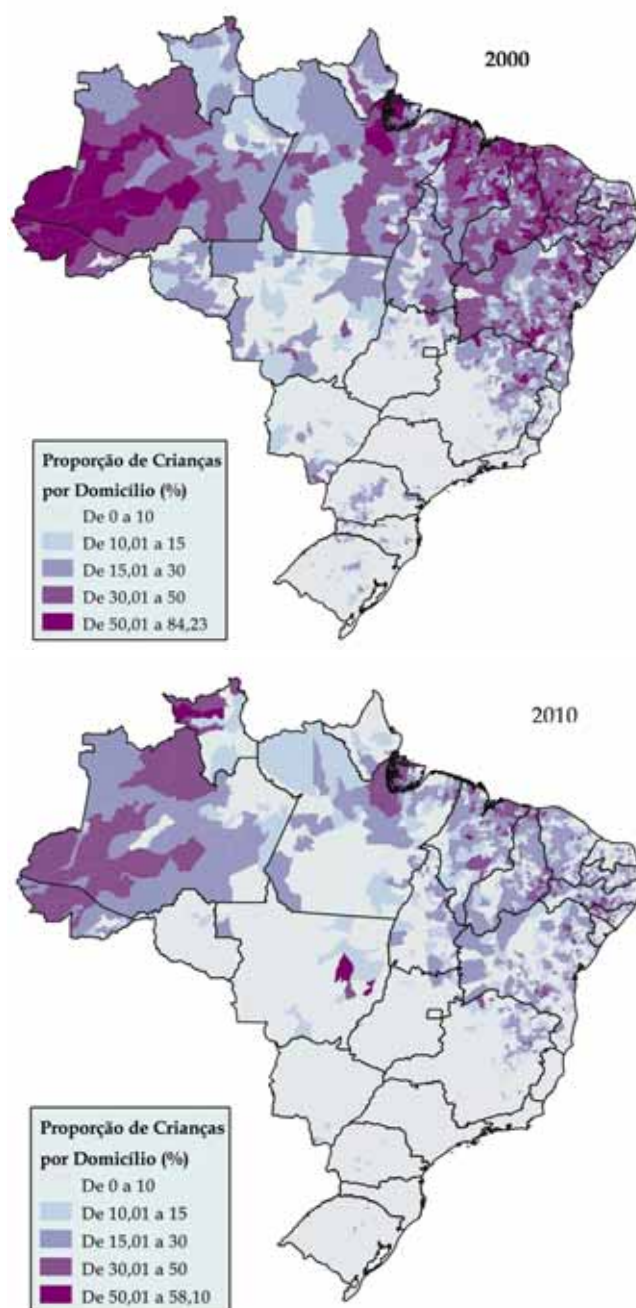 2000
Proporção de Crianças
por Domicílio (%)
De 0 a 10
De 10,01 a 15
De 15,01 a 30
De 30,01 a 50
De 50,01 a 84,23
2010
Proporção de Crianças
por Domicílio (%)
De 0 a 10
De 10,01 a 15
De 15,01 a 30
De 30,01 a 50
De 50,01 a 58,10